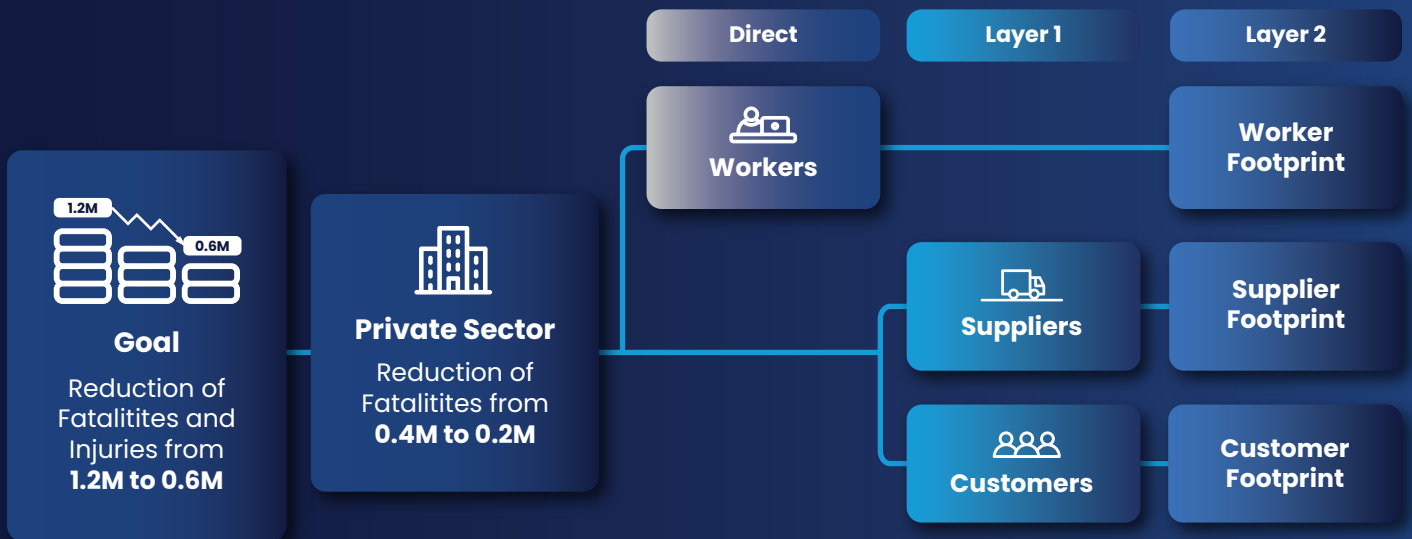 Direct
Layer 1
Layer 2
Workers
Worker
Footprint
1.2M
0.6M
Goal
Reduction of
Fatalitites and
Injuries from
1.2M to 0.6M
Private Sector
Reduction of
Fatalitites from
0.4M to 0.2M
Suppliers
Supplier
Footprint
Customers
Customer
Footprint